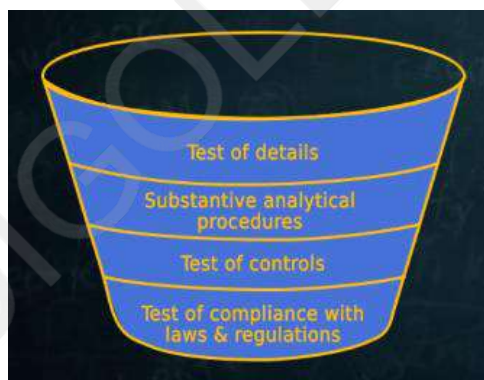 Test of details
Substantive analytical
procedures
Test of controls
Test of compliance with
laws & regulations